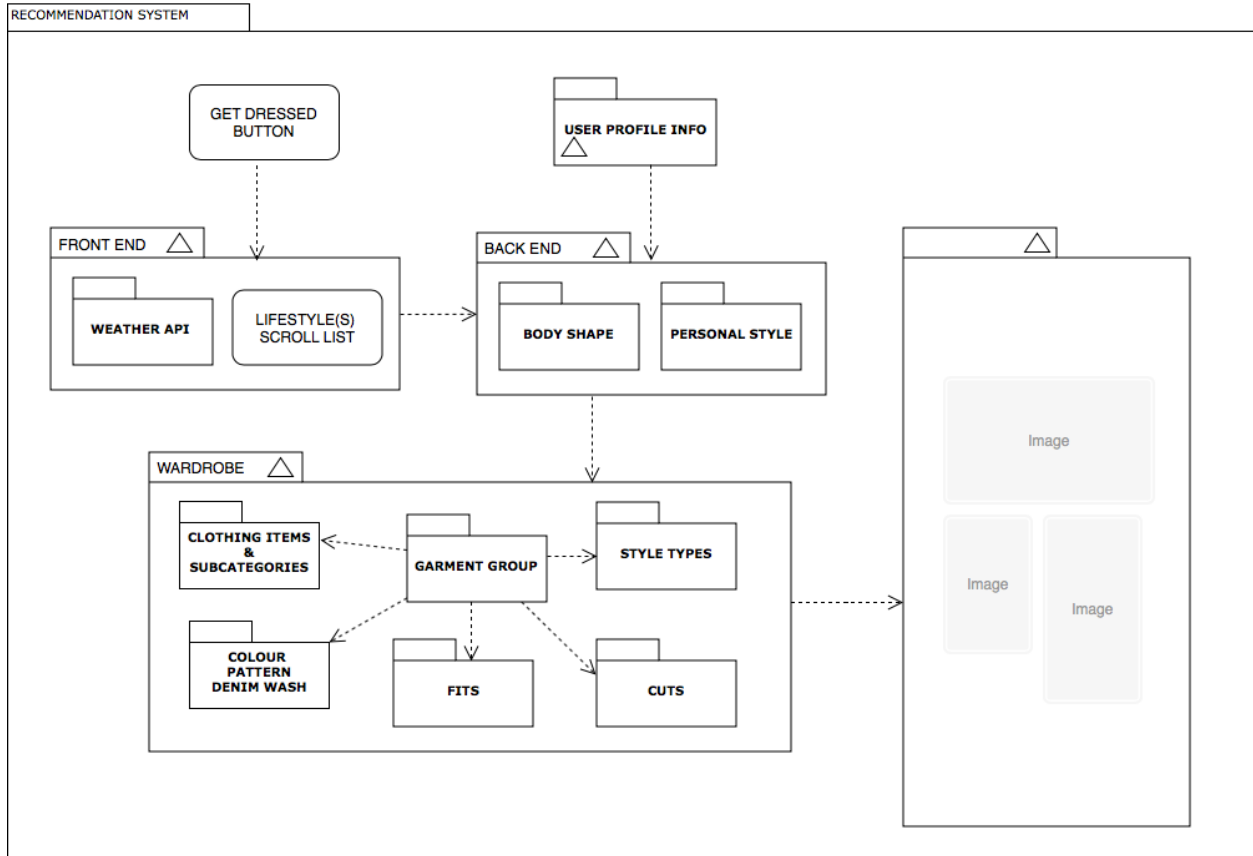 RECOMMENDATION SYSTEM
GET DRESSED
BUTTON
USER PROFILE INFO
FRONT END
WEATHER API
LIFESTYLE(S)
SCROLL LIST
BACK END
BODY SHAPE
PERSONAL STYLE
WARDROBE
CLOTHING ITEMS
&
SUBCATEGORIES
GARMENT GROUP
STYLE TYPES
COLOUR
PATTERN
DENIM WASH
FITS
CUTS
Image
Image
Image